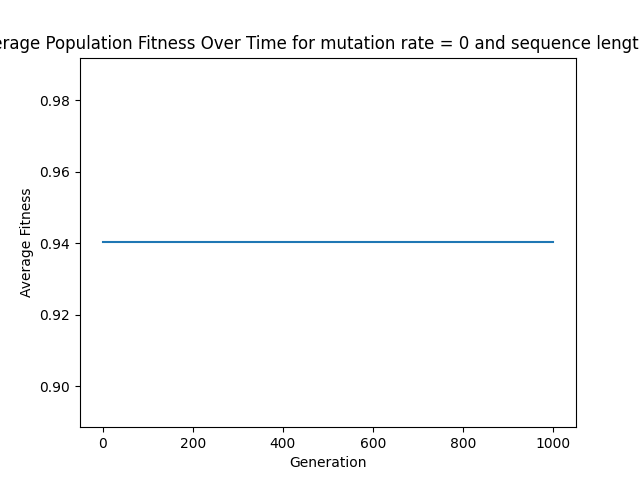 erage Population Fitness Over Time for mutation rate = 0 and sequence lengt
0.98
0.96
0.94
0.92
0.90
Average Fitness
0 200 400 600 800 1000
Generation